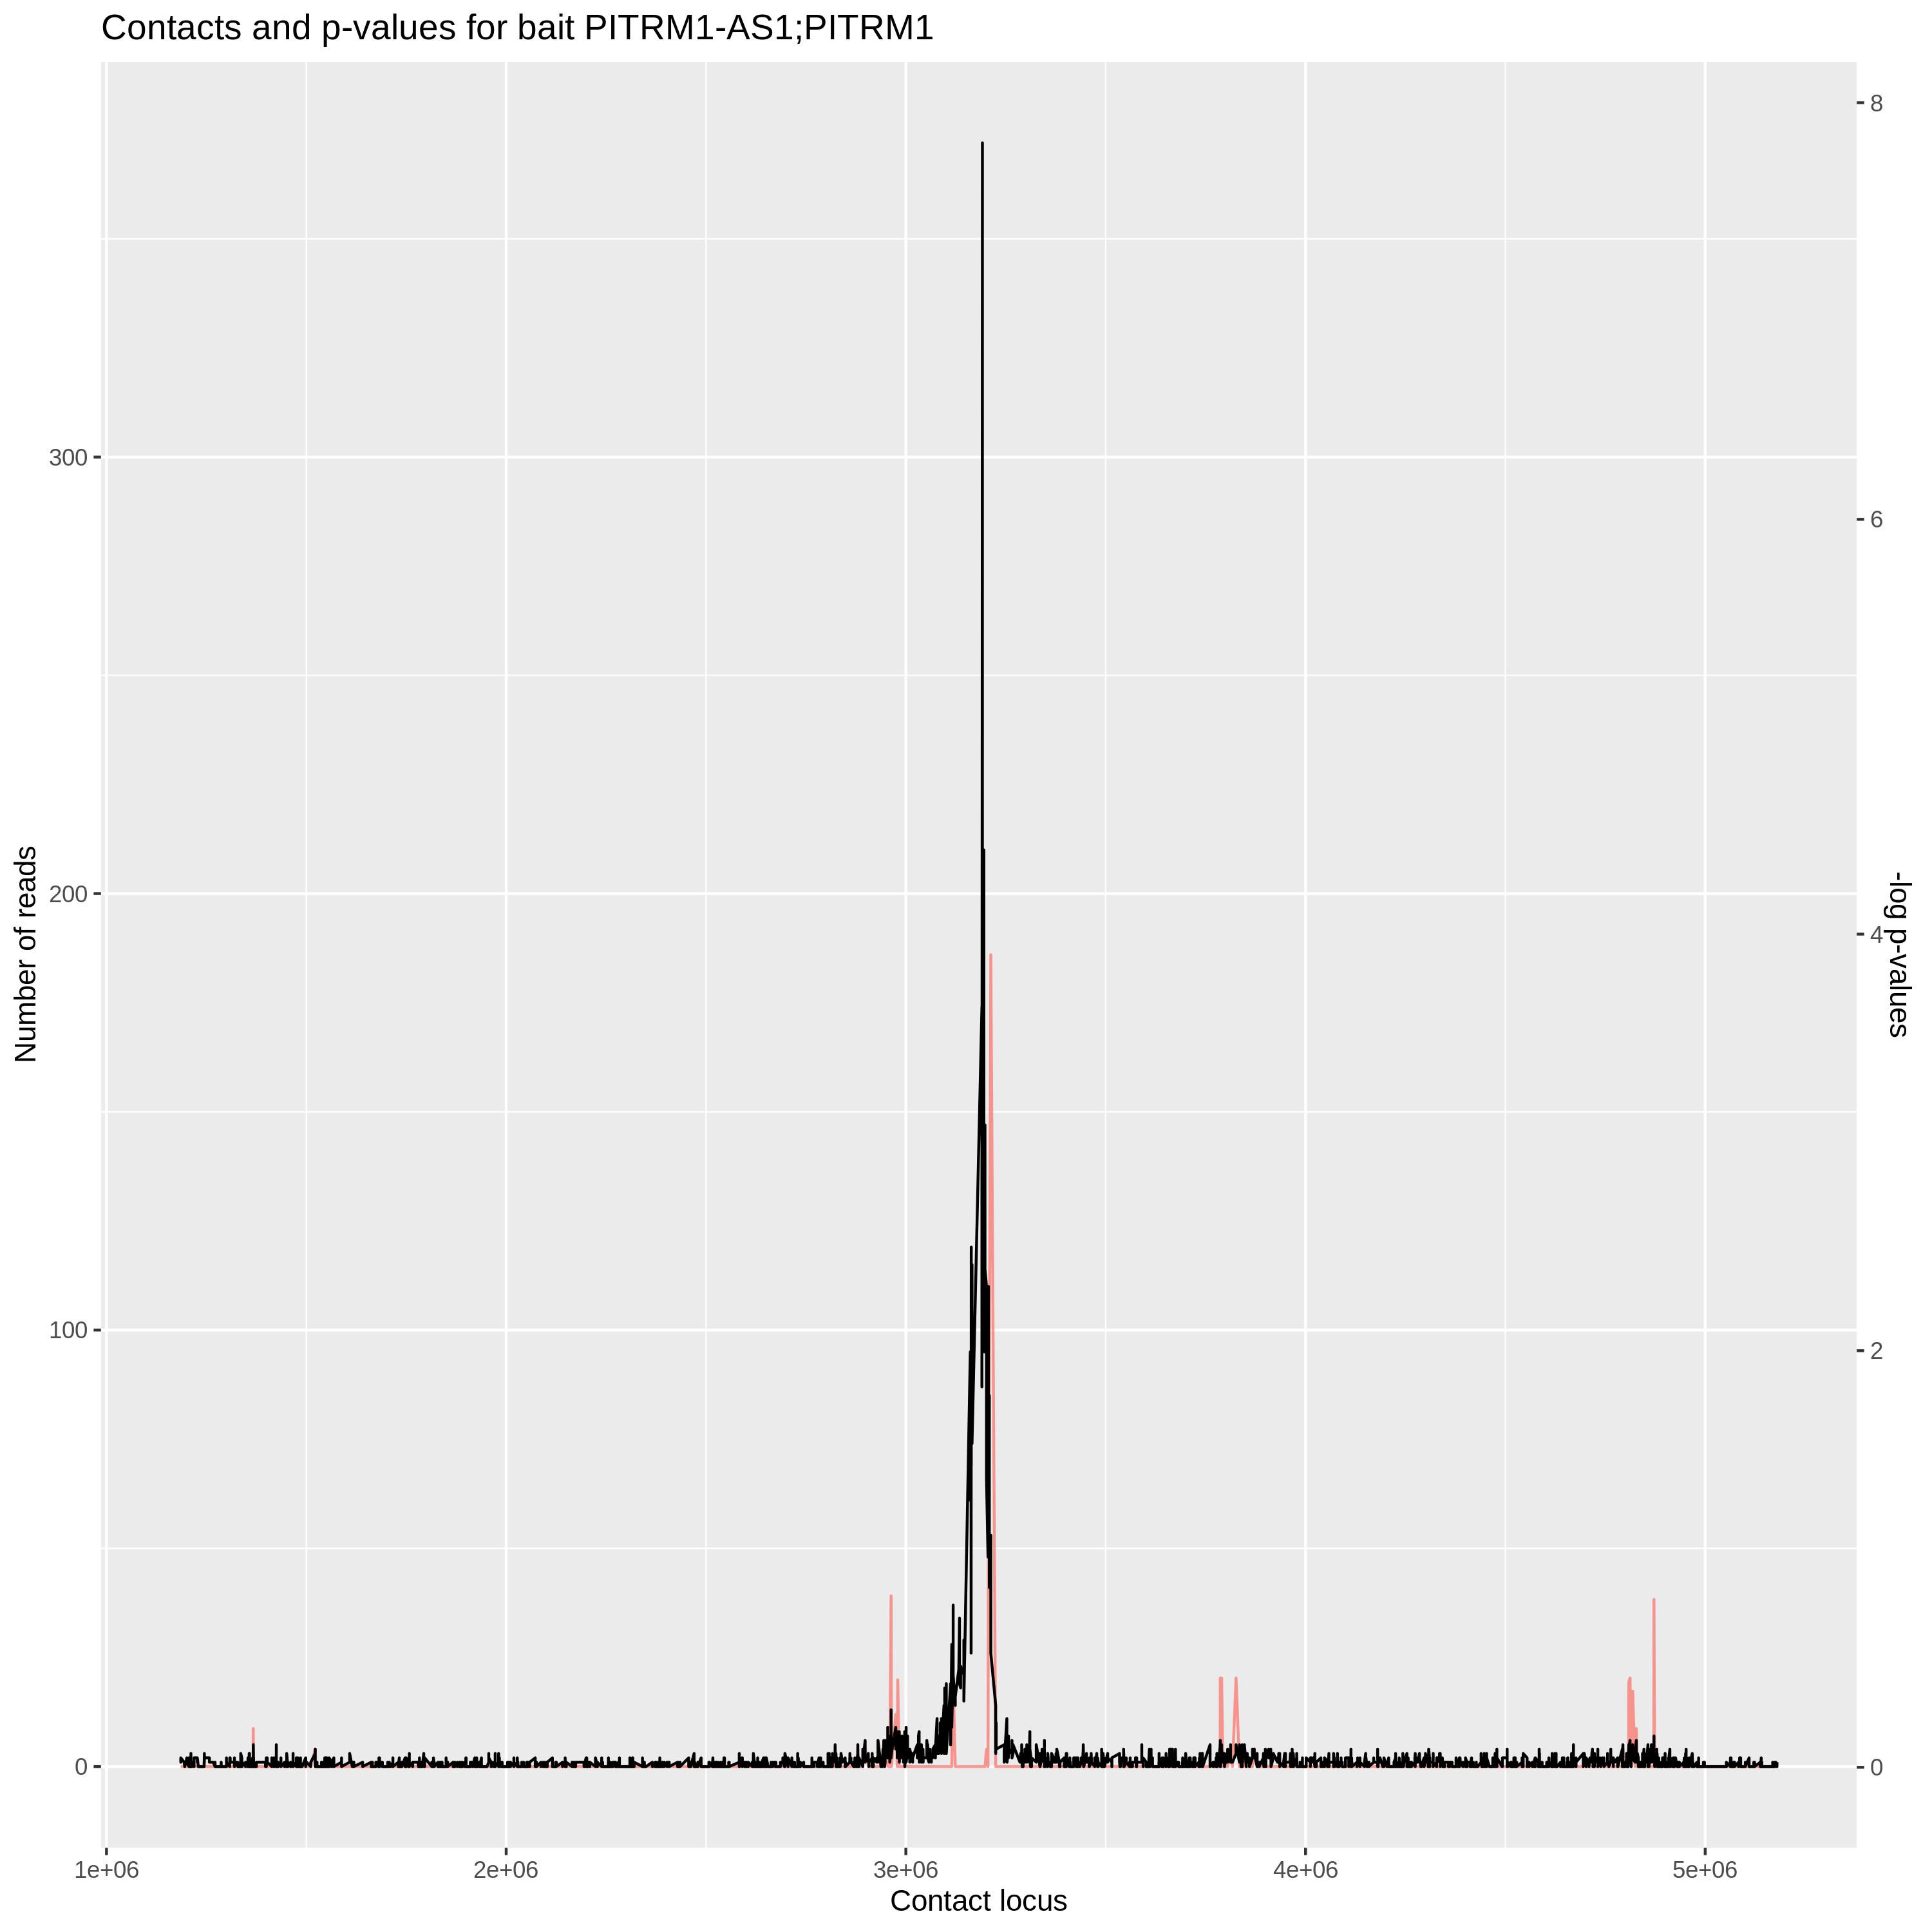 Contacts and p-values for bait PITRM1-AS1;PITRM1
Number of reads
300
200
100
0
8
6
4
2
0
-log p-values
1e+06
2e+06
3e+06
4e+06
5e+06
Contact locus